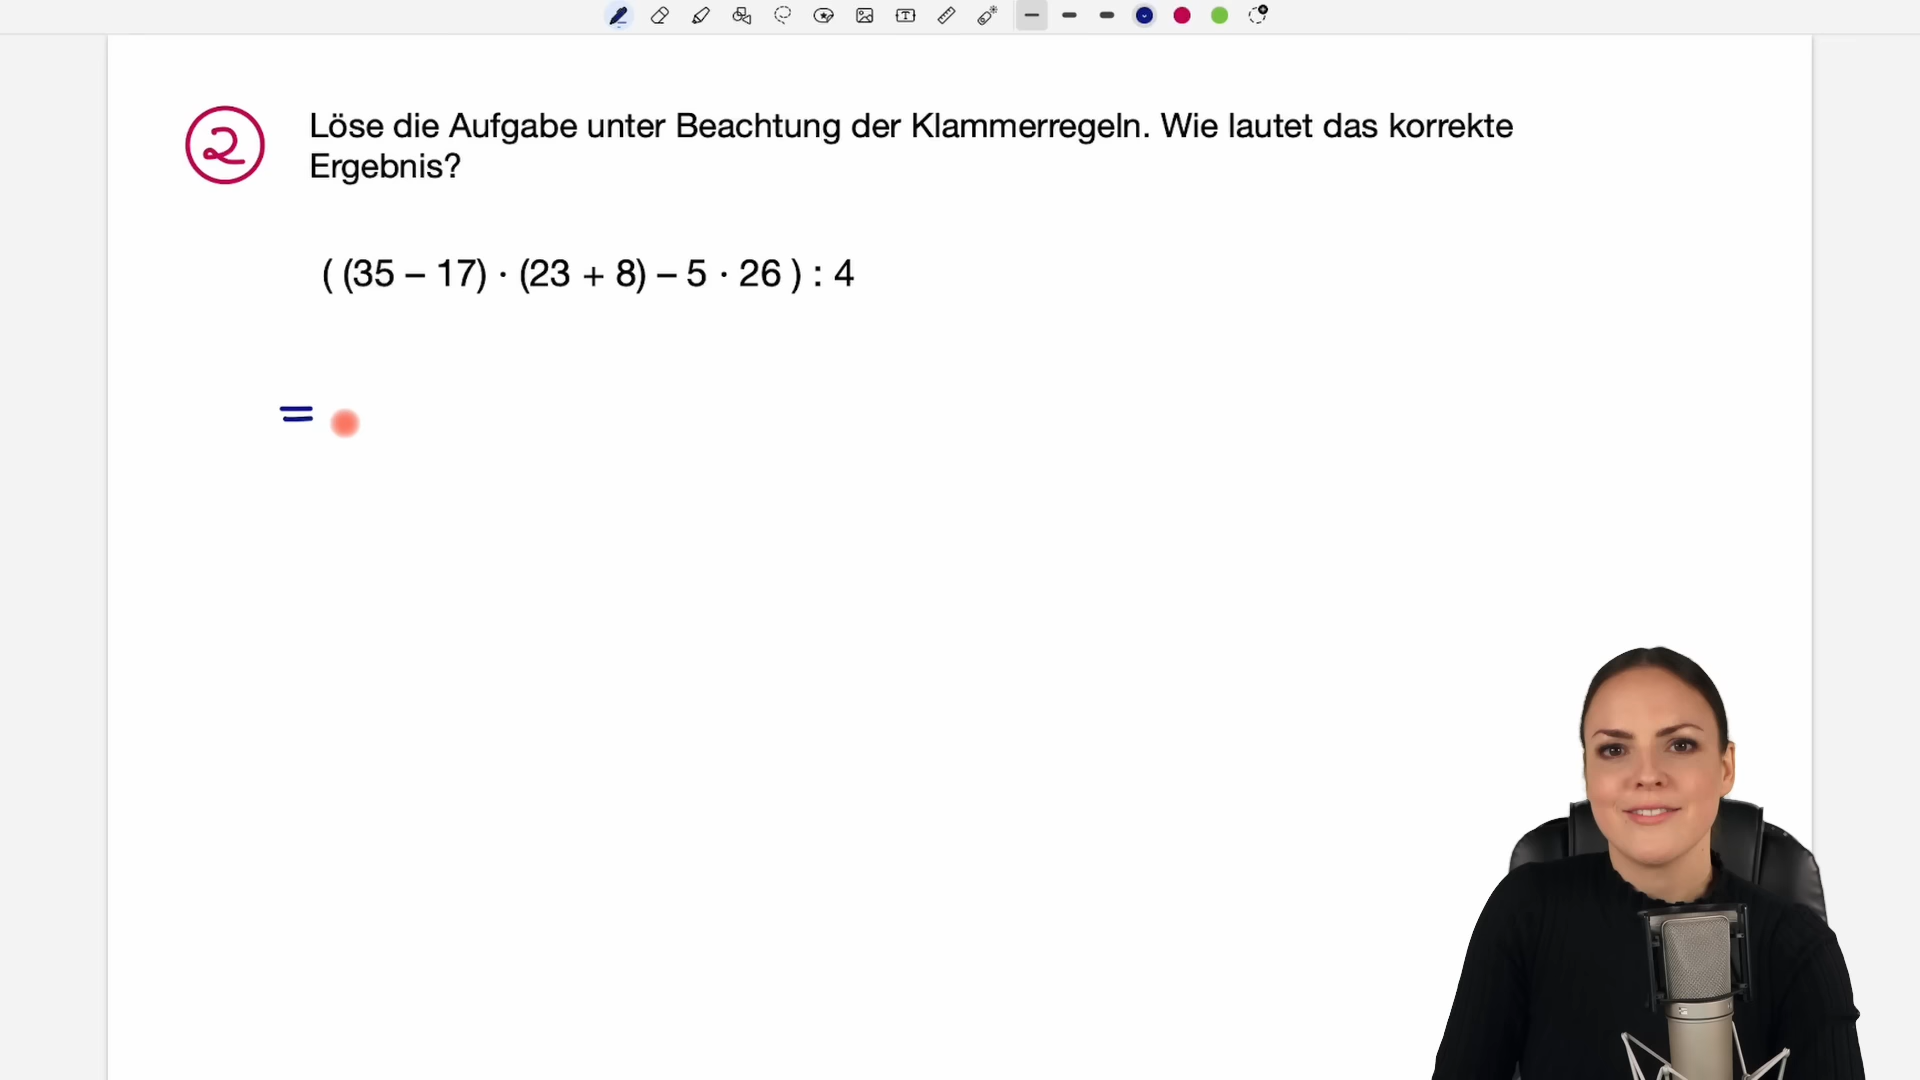 2
Löse die Aufgabe unter Beachtung der Klammerregeln. Wie lautet das korrekte
Ergebnis?
( (35 – 17) · (23 + 8) – 5 · 26 ) : 4
=